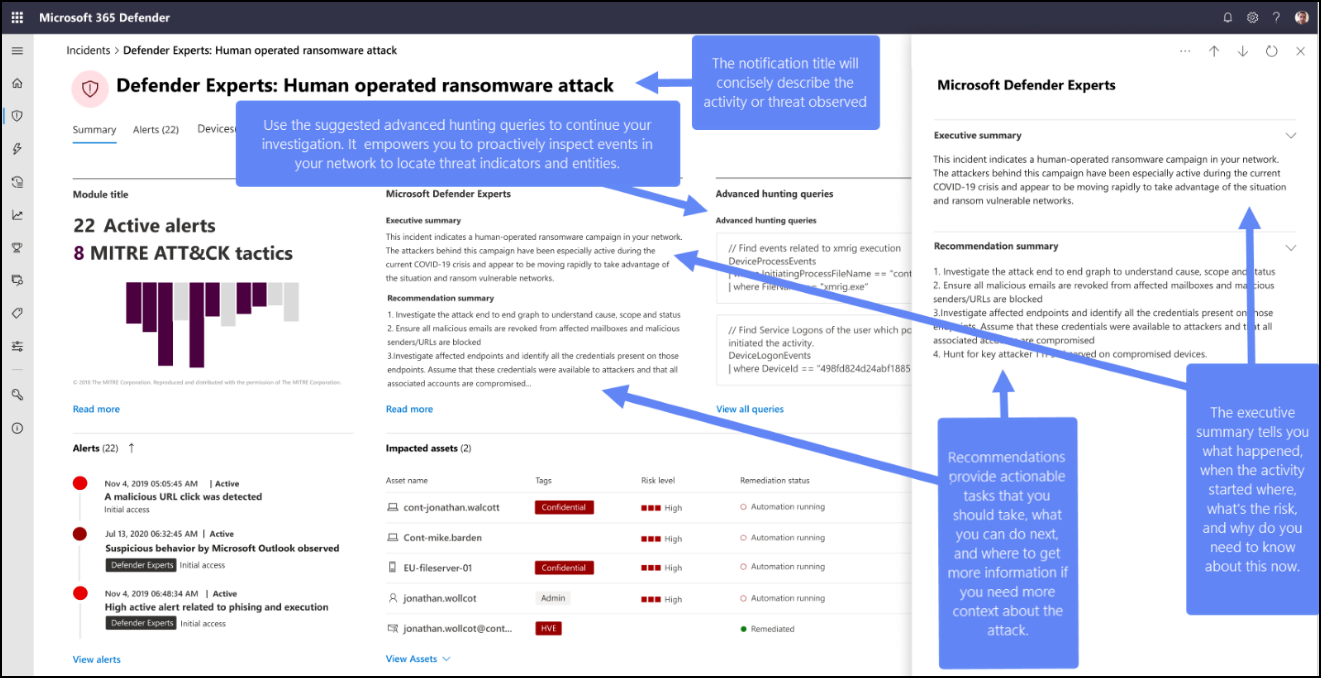 Microsoft 365 Defender
Incidents > Defender Experts: Human operated ransomware attack
Defender Experts: Human operated ransomware attack
The notification title will
concisely describe the
activity or threat observed
Summary
Alerts (22)
Devices
Use the suggested advanced hunting queries to continue your
investigation. It empowers you to proactively inspect events in
your network to locate threat indicators and entities.
Module title
22 Active alerts
8 MITRE ATT&CK tactics
© 2018 The MITRE Corporation. Reproduced and distributed with the permission of The MITRE Corporation.
Read more
Microsoft Defender Experts
Executive summary
This incident indicates a human-operated ransomware campaign in your network.
The attackers behind this campaign have been especially active during the
current COVID-19 crisis and appear to be moving rapidly to take advantage of
the situation and ransom vulnerable networks.
Recommendation summary
1. Investigate the attack end to end graph to understand cause, scope and status
2. Ensure all malicious emails are revoked from affected mailboxes and malicious
senders/URLs are blocked
3.Investigate affected endpoints and identify all the credentials present on those
endpoints. Assume that these credentials were available to attackers and that all
associated accounts are compromised...
Read more
Advanced hunting queries
Advanced hunting queries
// Find events related to xmrig execution
DeviceProcessEvents
| where InitiatingProcessFileName == "cont
| where FileName = "xmrig.exe"
// Find Service Logons of the user which po
initiated the activity.
DeviceLogonEvents
| where DeviceId == "498fd824d24abf1885
View all queries
Alerts (22)
Nov 4, 2019 05:05:45 AM | Active
A malicious URL click was detected
Initial access
Jul 13, 2020 06:32:45 AM | Active
Suspicious behavior by Microsoft Outlook observed
Defender Experts Initial access
Nov 4, 2019 06:48:34 AM | Active
High active alert related to phising and execution
Defender Experts Initial access
View alerts
Impacted assets (2)
Asset name Tags Risk level Remediation status
cont-jonathan.walcott Confidential High Automation running
Cont-mike.barden High Automation running
EU-fileserver-01 Confidential High Automation running
jonathan.wollcot Admin High Automation running
jonathan.wollcot@cont... HVE Remediated
View Assets
Microsoft Defender Experts
Executive summary
This incident indicates a human-operated ransomware campaign in your network.
The attackers behind this campaign have been especially active during the current
COVID-19 crisis and appear to be moving rapidly to take advantage of the situation
and ransom vulnerable networks.
Recommendation summary
1. Investigate the attack end to end graph to understand cause, scope and status
2. Ensure all malicious emails are revoked from affected mailboxes and malicious
senders/URLs are blocked
3.Investigate affected endpoints and identify all the credentials present on those
endpoints. Assume that these credentials were available to attackers and that all
associated accounts are compromised
4. Hunt for key attacker observed on compromised devices.
Recommendations
provide actionable
tasks that you
should take, what
you can do next,
and where to get
more information if
you need more
context about the
attack.
The executive
summary tells you
what happened,
when the activity
started where,
what's the risk,
and why do you
need to know
about this now.